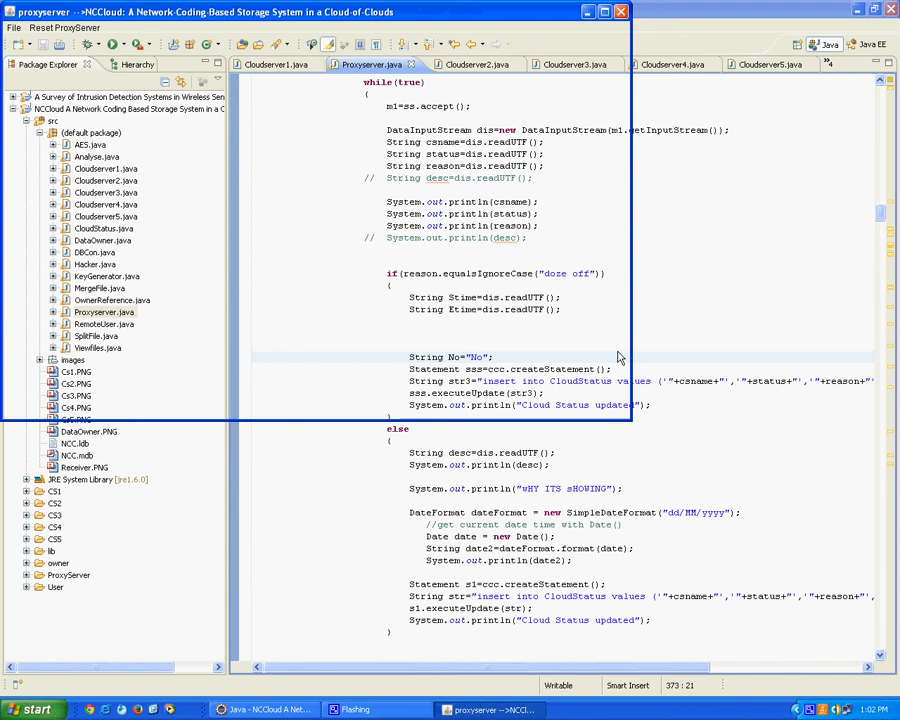 proxyserver -->NCCloud: A Network-Coding-Based Storage System in a Cloud-of-Clouds
File Reset ProxyServer
Java Java EE
Package Explorer Hierarchy
Cloudserver1.java Proxyserver.java Cloudserver2.java Cloudserver3.java Cloudserver4.java Cloudserver5.java »4
A Survey of Intrusion Detection Systems in Wireless Sen
NCCloud A Network Coding Based Storage System in a C
src
(default package)
AES.java
Analyse.java
Cloudserver1.java
Cloudserver2.java
Cloudserver3.java
Cloudserver4.java
Cloudserver5.java
CloudStatus.java
DataOwner.java
DBCon.java
Hacker.java
KeyGenerator.java
MergeFile.java
OwnerReference.java
Proxyserver.java
RemoteUser.java
SplitFile.java
Viewfiles.java
images
Cs1.PNG
Cs2.PNG
Cs3.PNG
Cs4.PNG
Cs5.PNG
DataOwner.PNG
NCC.ldb
NCC.mdb
Receiver.PNG
JRE System Library [jre1.6.0]
CS1
CS2
CS3
CS4
CS5
lib
owner
ProxyServer
User
while(true)
{
m1=ss.accept();
DataInputStream dis=new DataInputStream(m1.getInputStream());
String csname=dis.readUTF();
String status=dis.readUTF();
String reason=dis.readUTF();
// String desc=dis.readUTF();
System.out.println(csname);
System.out.println(status);
System.out.println(reason);
// System.out.println(desc);
if(reason.equalsIgnoreCase("doze off"))
{
String Stime=dis.readUTF();
String Etime=dis.readUTF();
String No="No";
Statement sss=ccc.createStatement();
String str3="insert into CloudStatus values ('"+csname+"','"+status+"','"+reason+"'
sss.executeUpdate(str3);
System.out.println("Cloud Status updated");
}
else
{
String desc=dis.readUTF();
System.out.println(desc);
System.out.println("wHY ITS sHOWING");
DateFormat dateFormat = new SimpleDateFormat("dd/MM/yyyy");
//get current date time with Date()
Date date = new Date();
String date2=dateFormat.format(date);
System.out.println(date2);
Statement s1=ccc.createStatement();
String str="insert into CloudStatus values ('"+csname+"','"+status+"','"+reason+"',
s1.executeUpdate(str);
System.out.println("Cloud Status updated");
}
Writable Smart Insert 373 : 21
start Java - NCCloud A Net... Flashing proxyserver -->NCCl... 1:02 PM